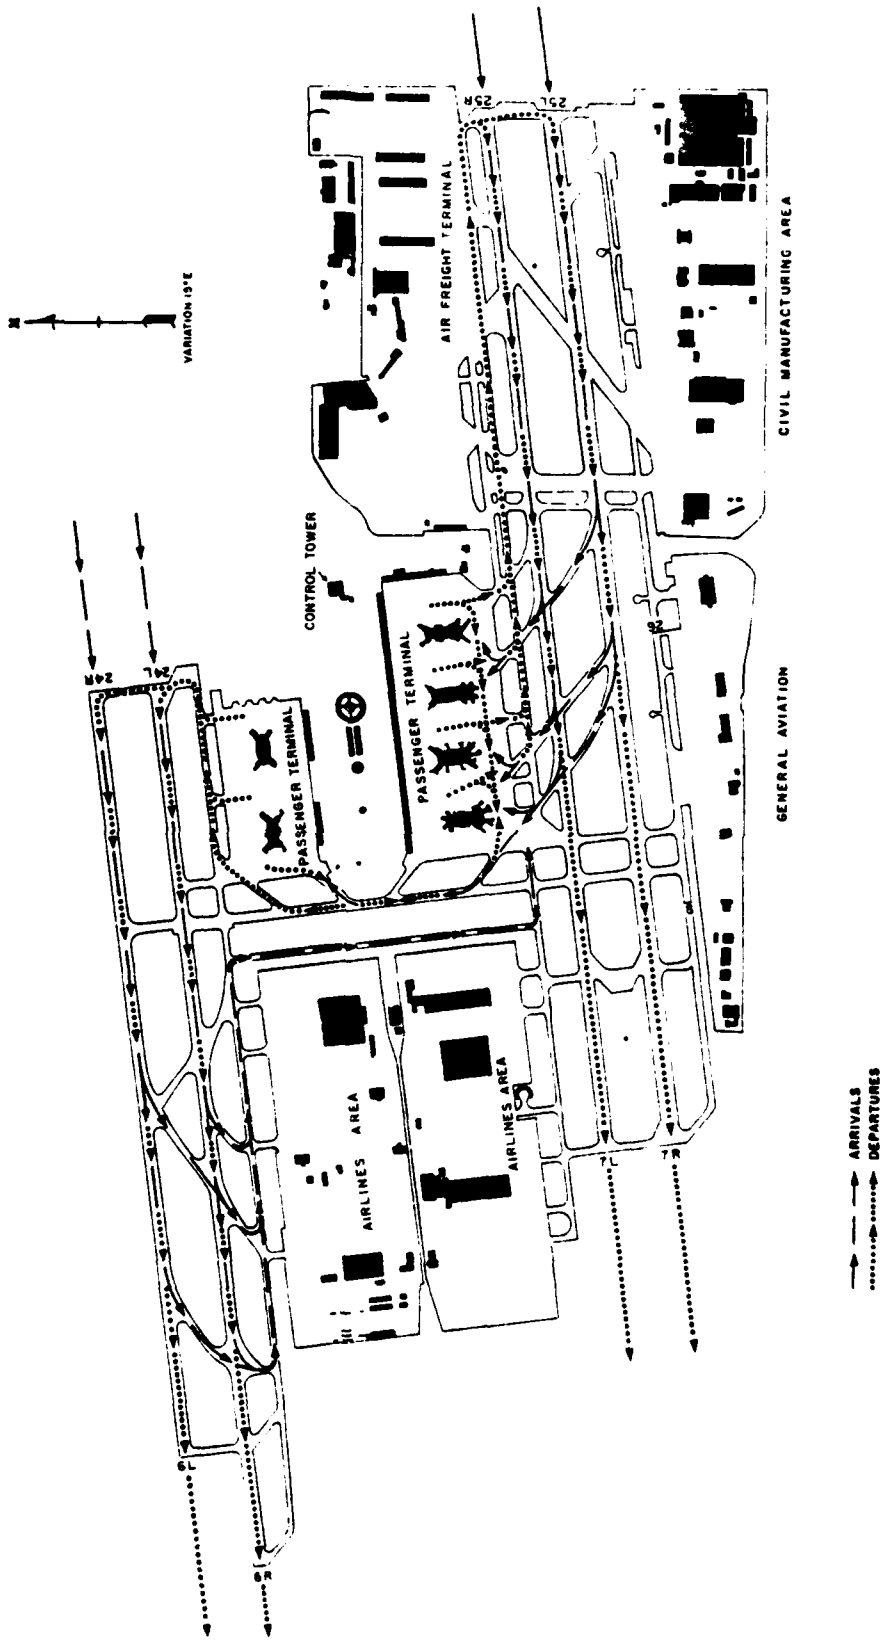 N
VARIATION 15°E
24R
24L
25R
25L
CONTROL TOWER
AIR FREIGHT TERMINAL
PASSENGER TERMINAL
PASSENGER TERMINAL
CIVIL MANUFACTURING AREA
26
GENERAL AVIATION
AIRLINES AREA
AIRLINES AREA
7L
7R
6L
6R
ARRIVALS
DEPARTURES